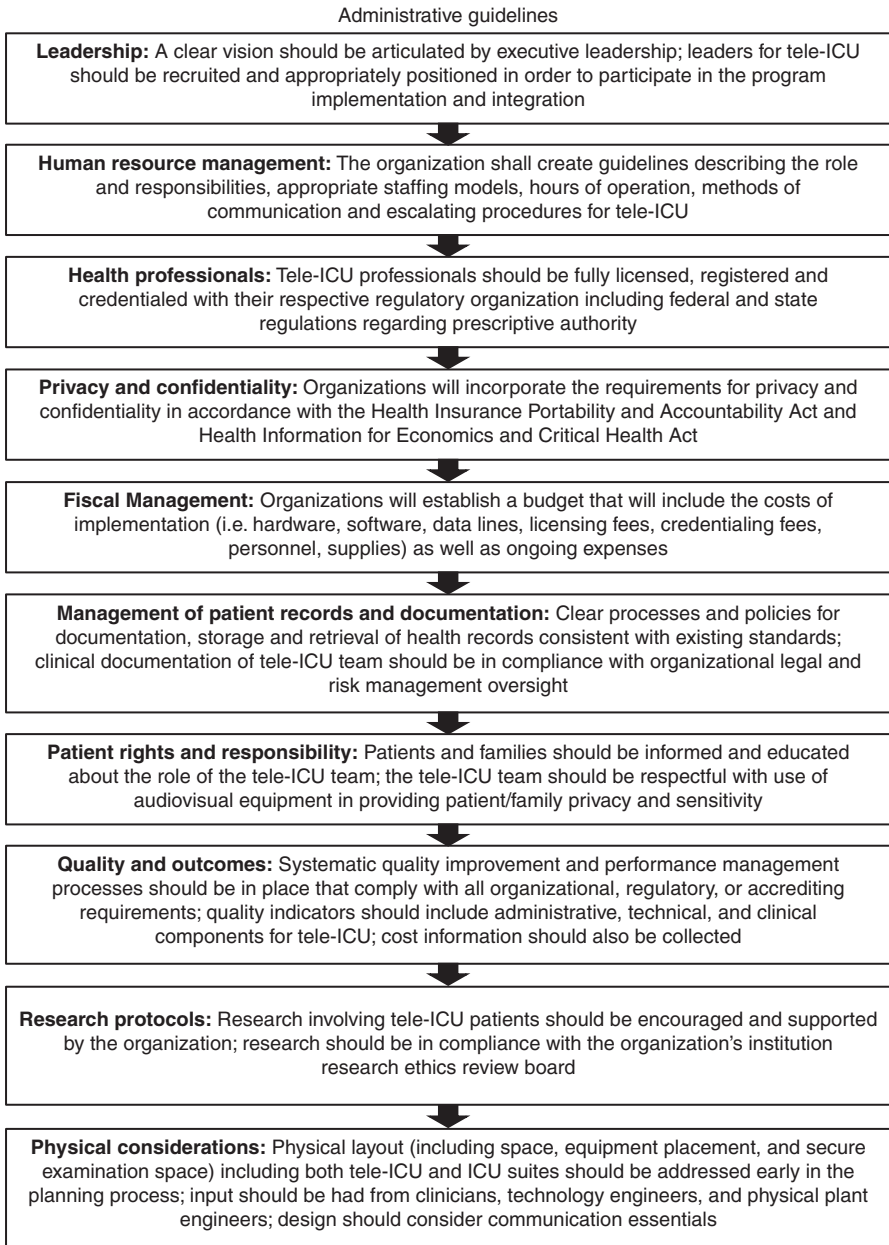 Administrative guidelines
Leadership: A clear vision should be articulated by executive leadership; leaders for tele-ICU
should be recruited and appropriately positioned in order to participate in the program
implementation and integration
Human resource management: The organization shall create guidelines describing the role
and responsibilities, appropriate staffing models, hours of operation, methods of
communication and escalating procedures for tele-ICU
Health professionals: Tele-ICU professionals should be fully licensed, registered and
credentialed with their respective regulatory organization including federal and state
regulations regarding prescriptive authority
Privacy and confidentiality: Organizations will incorporate the requirements for privacy and
confidentiality in accordance with the Health Insurance Portability and Accountability Act and
Health Information for Economics and Critical Health Act
Fiscal Management: Organizations will establish a budget that will include the costs of
implementation (i.e. hardware, software, data lines, licensing fees, credentialing fees,
personnel, supplies) as well as ongoing expenses
Management of patient records and documentation: Clear processes and policies for
documentation, storage and retrieval of health records consistent with existing standards;
clinical documentation of tele-ICU team should be in compliance with organizational legal and
risk management oversight
Patient rights and responsibility: Patients and families should be informed and educated
about the role of the tele-ICU team; the tele-ICU team should be respectful with use of
audiovisual equipment in providing patient/family privacy and sensitivity
Quality and outcomes: Systematic quality improvement and performance management
processes should be in place that comply with all organizational, regulatory, or accrediting
requirements; quality indicators should include administrative, technical, and clinical
components for tele-ICU; cost information should also be collected
Research protocols: Research involving tele-ICU patients should be encouraged and supported
by the organization; research should be in compliance with the organization's institution
research ethics review board
Physical considerations: Physical layout (including space, equipment placement, and secure
examination space) including both tele-ICU and ICU suites should be addressed early in the
planning process; input should be had from clinicians, technology engineers, and physical plant
engineers; design should consider communication essentials